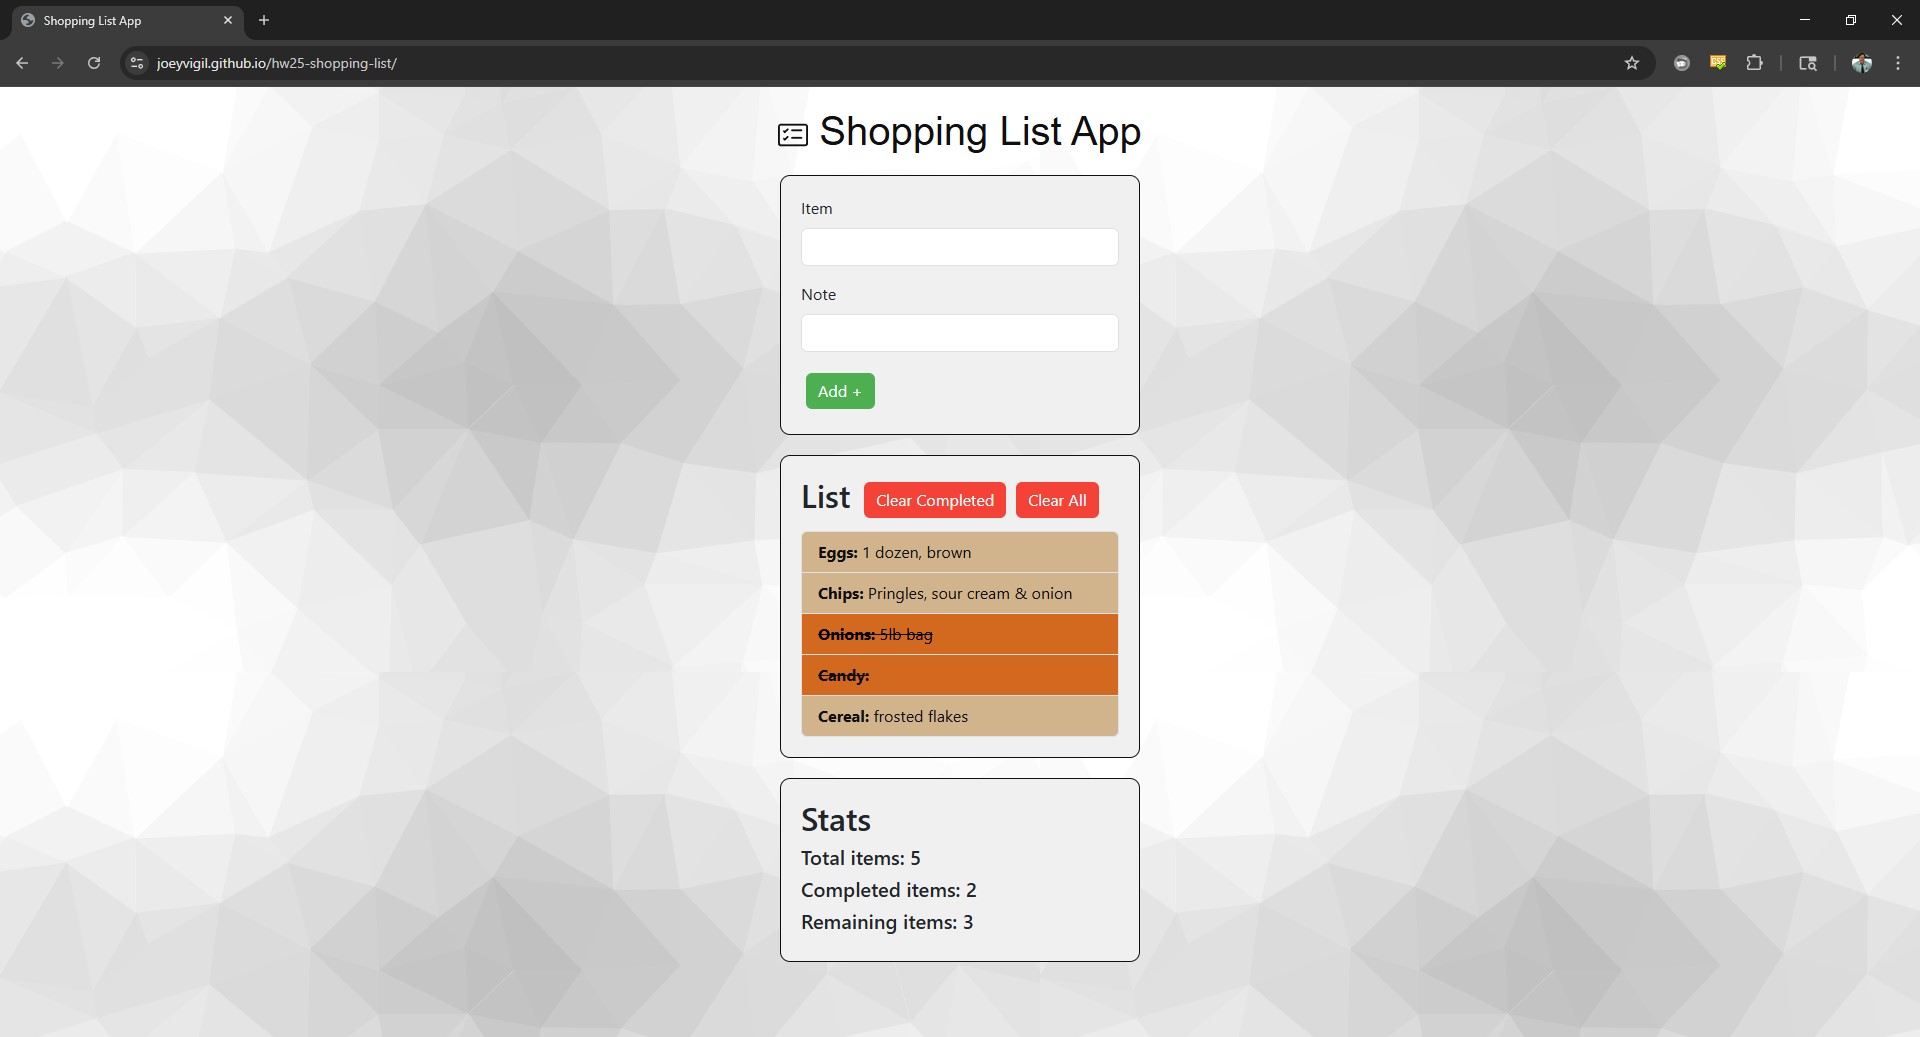 Shopping List App
joeyvigil.github.io/hw25-shopping-list/
Shopping List App
Item
Note
Add +
List Clear Completed Clear All
Eggs: 1 dozen, brown
Chips: Pringles, sour cream & onion
Onions: 5lb bag
Candy:
Cereal: frosted flakes
Stats
Total items: 5
Completed items: 2
Remaining items: 3